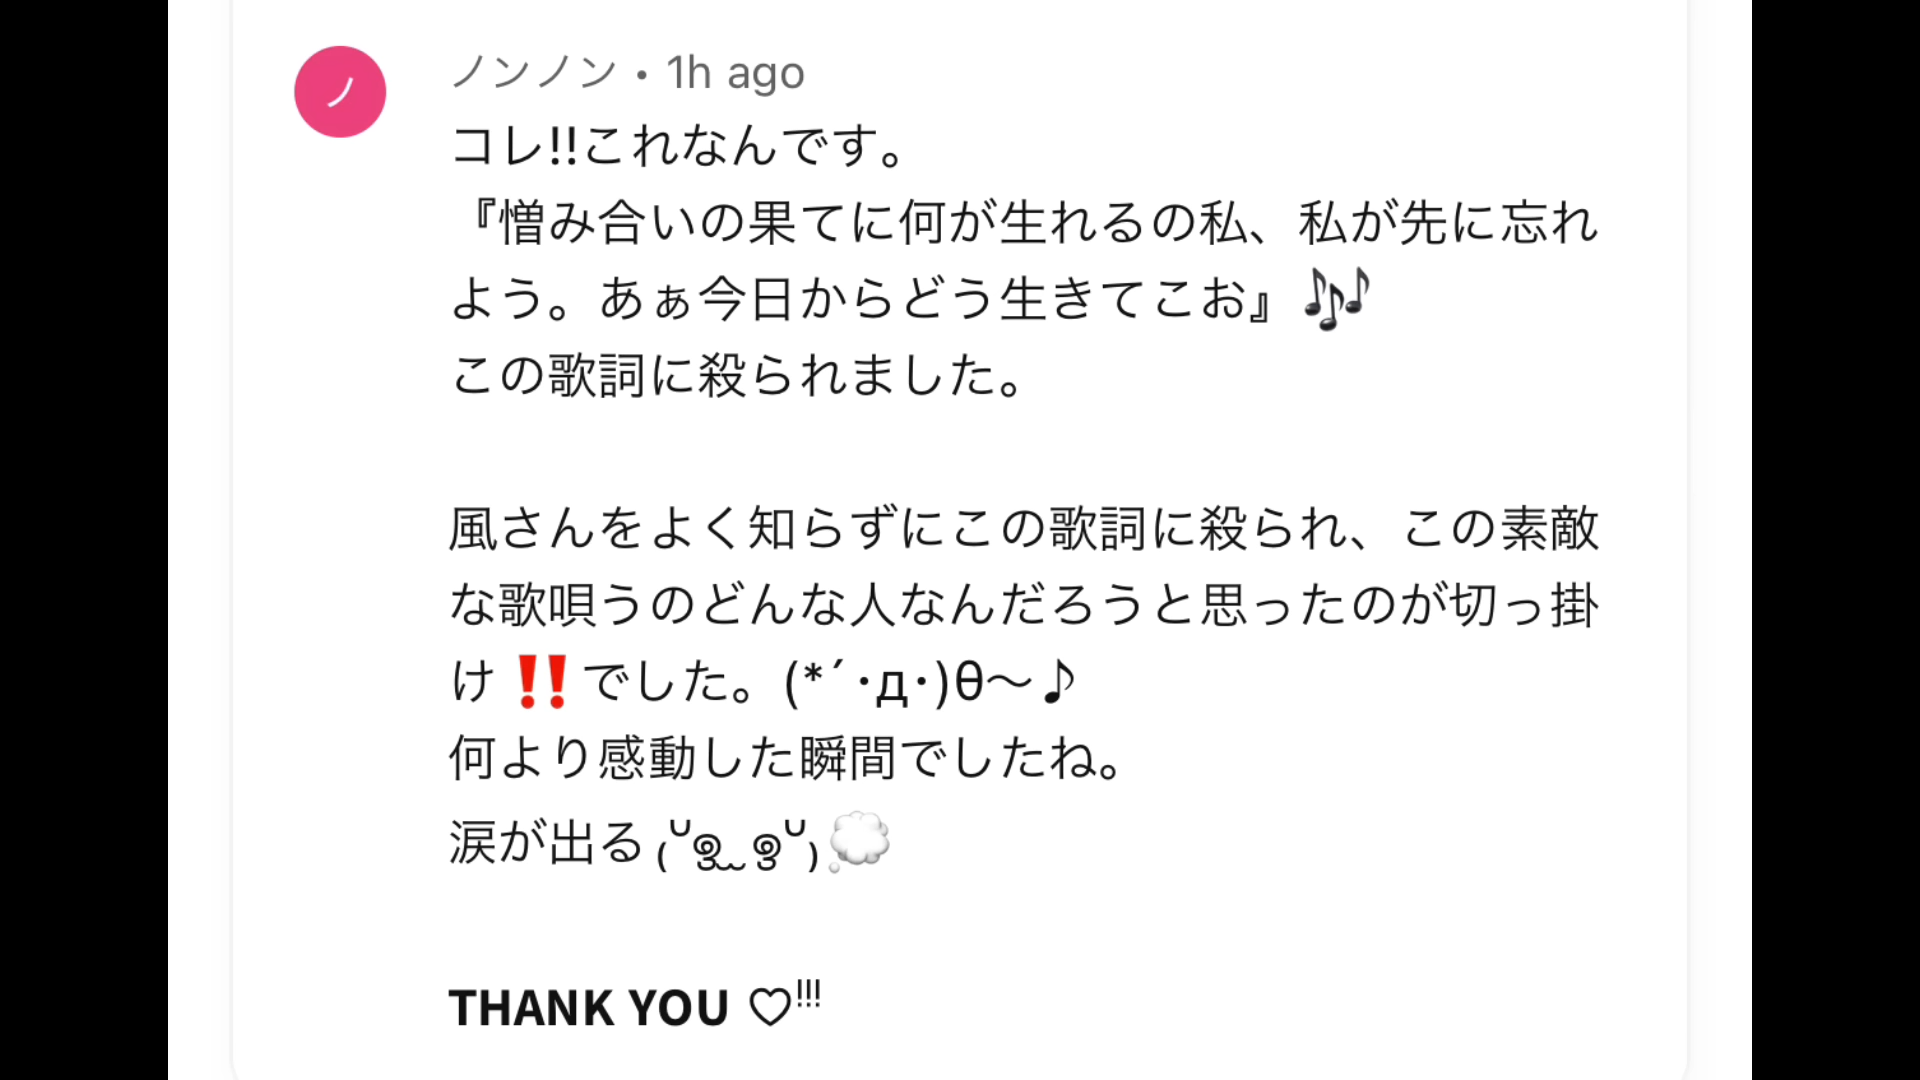 ノ
ノンノン • 1h ago
コレ!!これなんです。
『憎み合いの果てに何が生れるの私、私が先に忘れ
よう。あぁ今日からどう生きてこお』🎶
この歌詞に殺られました。
風さんをよく知らずにこの歌詞に殺られ、この素敵
な歌唄うのどんな人なんだろうと思ったのが切っ掛
け‼️でした。(*´･д･)θ～♪
何より感動した瞬間でしたね。
涙が出る₍˘ഇ﹏ഇ˘₎💭
THANK YOU ♡ᵎᵎᵎ